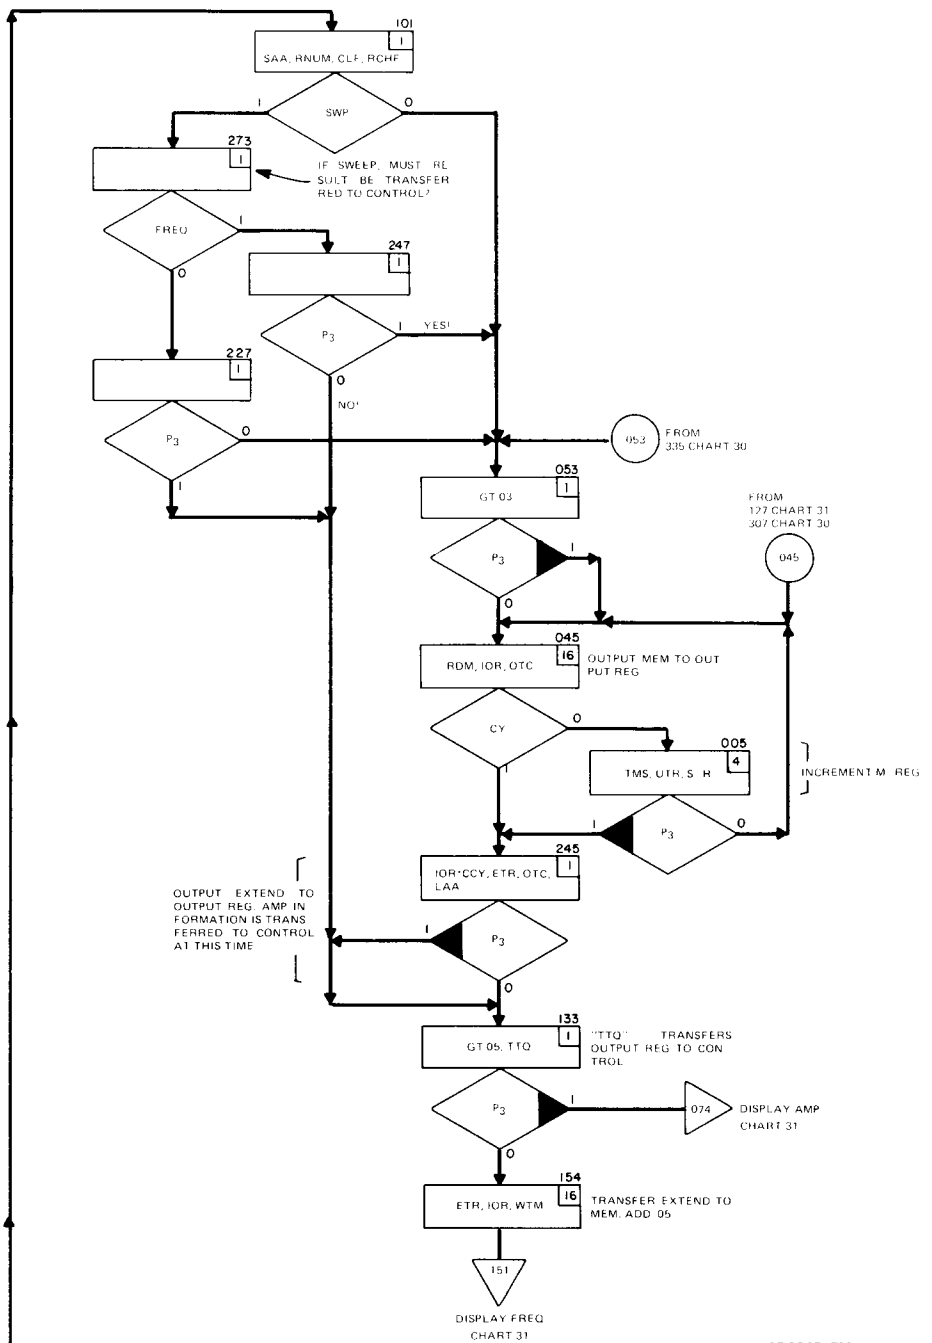 101
1
SAA, RNUM, CLF, RCHF
SWP
1
0
273
1
IF SWEEP, MUST RE
SULT BE TRANSFER
RED TO CONTROL?
FREQ
1
0
247
1
P3
1
YES!
0
NO!
227
1
P3
0
1
053
FROM
335 CHART 30
053
1
GT 03
P3
1
0
FROM
127 CHART 31
307 CHART 30
045
045
16
RDM, IOR, OTC
OUTPUT MEM TO OUT
PUT REG
CY
0
1
005
4
TMS, UTR, S R
INCREMENT M REG
P3
1
0
245
1
IOR*CCY, ETR, OTC,
LAA
OUTPUT EXTEND TO
OUTPUT REG. AMP IN
FORMATION IS TRANS
FERRED TO CONTROL
AT THIS TIME
P3
1
0
133
1
GT 05, TTQ
"TTQ" TRANSFERS
OUTPUT REG TO CON
TROL
P3
1
0
074
DISPLAY AMP
CHART 31
154
16
ETR, IOR, WTM
TRANSFER EXTEND TO
MEM, ADD 05
151
DISPLAY FREQ
CHART 31